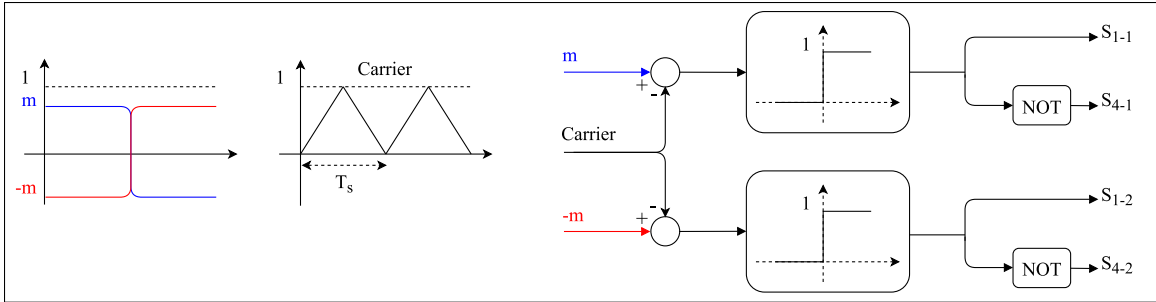 1
m
-m
Carrier
1
Tₛ
m
+
-
Carrier
-
+
-m
1
S₁₋₁
NOT
S₄₋₁
1
S₁₋₂
NOT
S₄₋₂